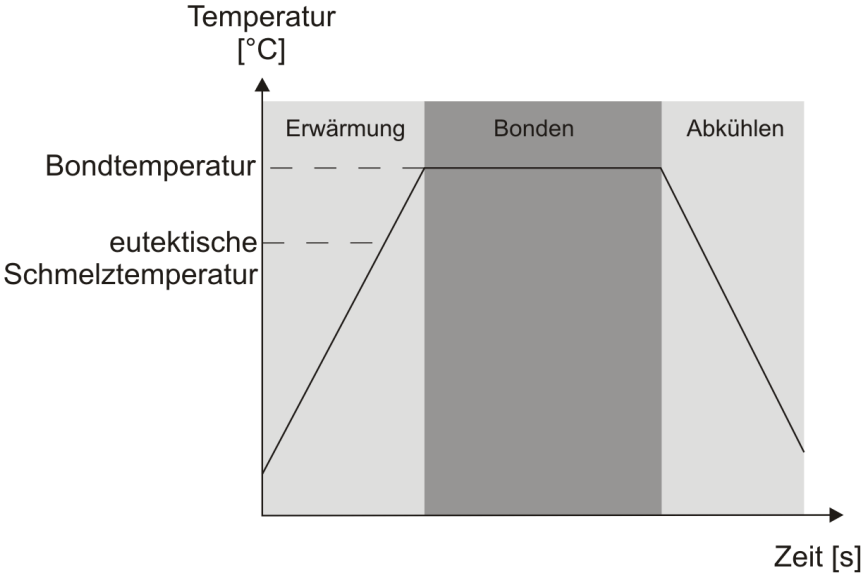 Temperatur
[°C]
Erwärmung
Bonden
Abkühlen
Bondtemperatur
eutektische
Schmelztemperatur
Zeit [s]